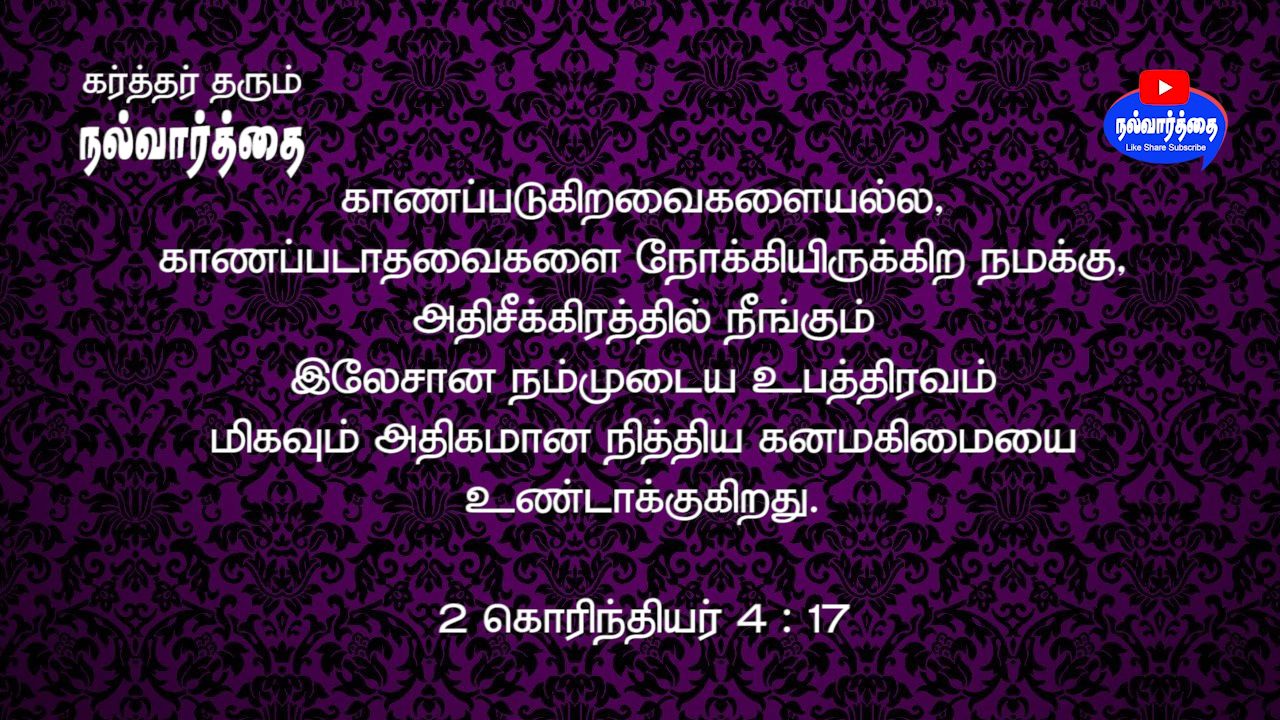 கர்த்தர் தரும்
நல்வார்த்தை
நல்வார்த்தை
Like Share Subscribe
காணப்படுகிறவைகளையல்ல,
காணப்படாதவைகளை நோக்கியிருக்கிற நமக்கு,
அதிசீக்கிரத்தில் நீங்கும்
இலேசான நம்முடைய உபத்திரவம்
மிகவும் அதிகமான நித்திய கனமகிமையை
உண்டாக்குகிறது.
2 கொரிந்தியர் 4 : 17